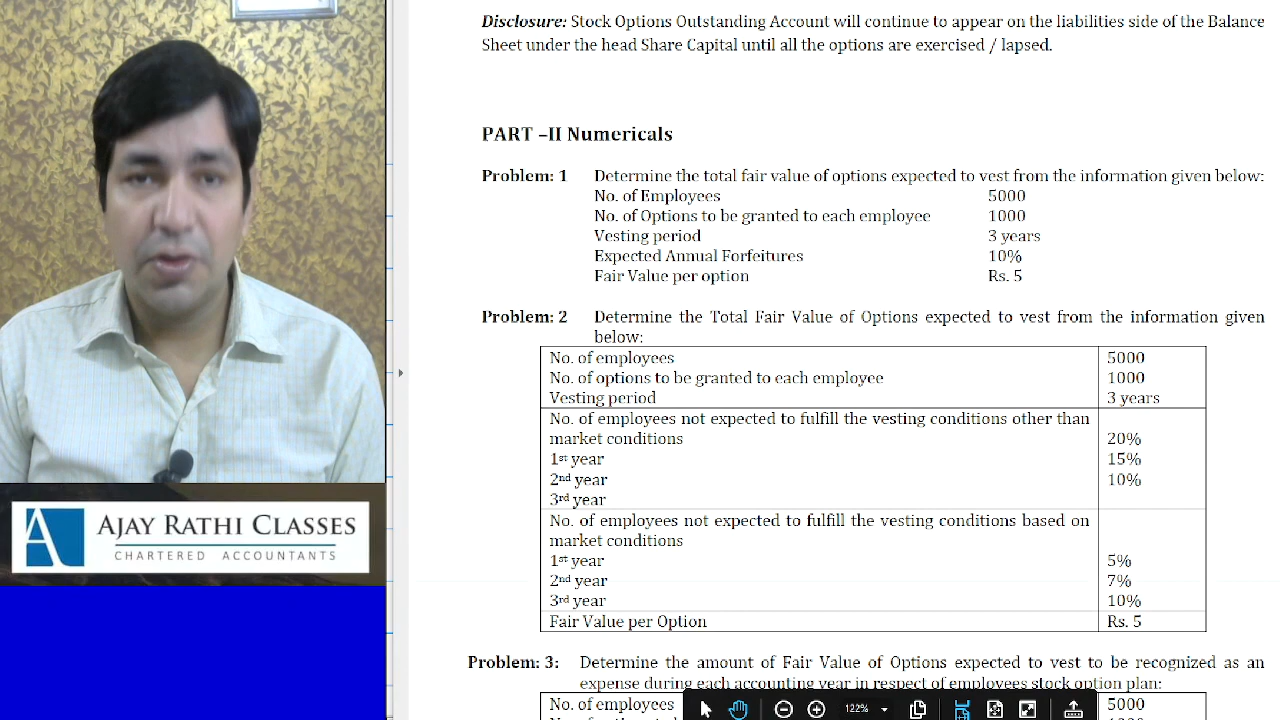 Disclosure: Stock Options Outstanding Account will continue to appear on the liabilities side of the Balance
Sheet under the head Share Capital until all the options are exercised / lapsed.
PART –II Numericals
Problem: 1 Determine the total fair value of options expected to vest from the information given below:
No. of Employees 5000
No. of Options to be granted to each employee 1000
Vesting period 3 years
Expected Annual Forfeitures 10%
Fair Value per option Rs. 5
Problem: 2 Determine the Total Fair Value of Options expected to vest from the information given
below:
No. of employees 5000
No. of options to be granted to each employee 1000
Vesting period 3 years
No. of employees not expected to fulfill the vesting conditions other than
market conditions 20%
1st year 15%
2nd year 10%
3rd year
No. of employees not expected to fulfill the vesting conditions based on
market conditions
1st year 5%
2nd year 7%
3rd year 10%
Fair Value per Option Rs. 5
Problem: 3: Determine the amount of Fair Value of Options expected to vest to be recognized as an
expense during each accounting year in respect of employees stock option plan:
No. of employees 5000
122%
A AJAY RATHI CLASSES
CHARTERED ACCOUNTANTS